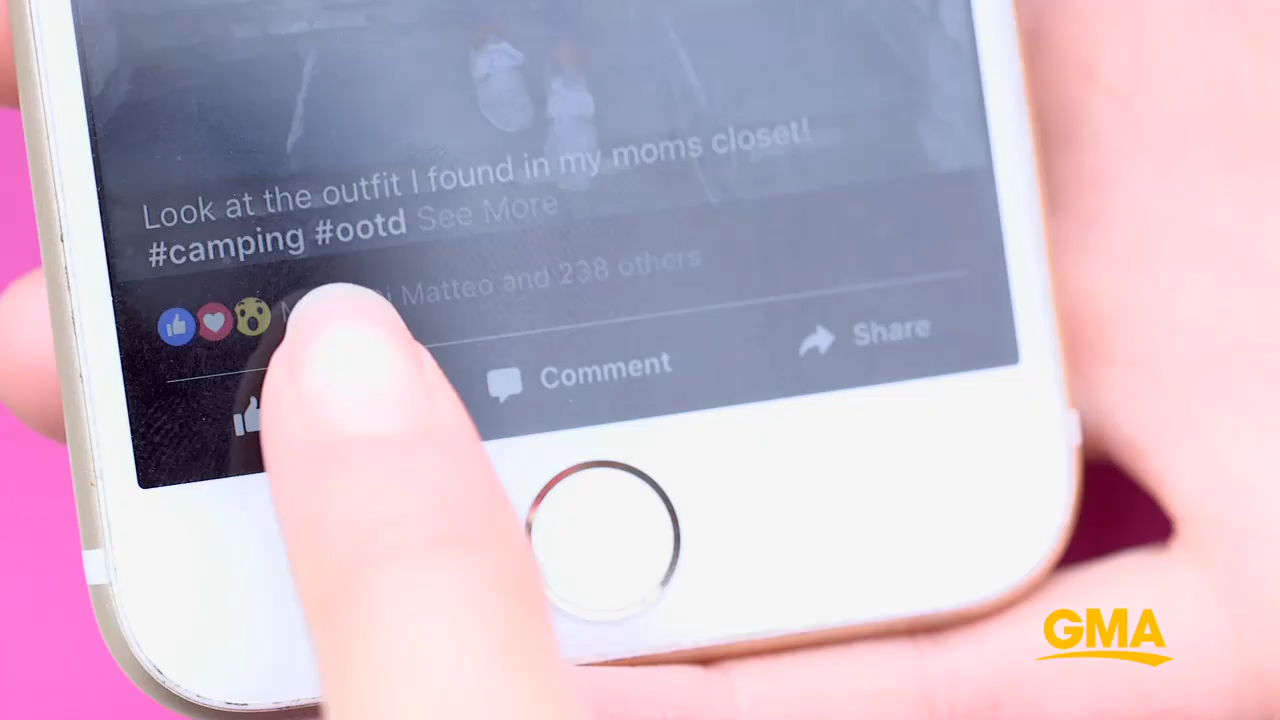 Look at the outfit I found in my moms closet!
#camping #ootd See More
Matteo and 238 others
Comment
Share
GMA